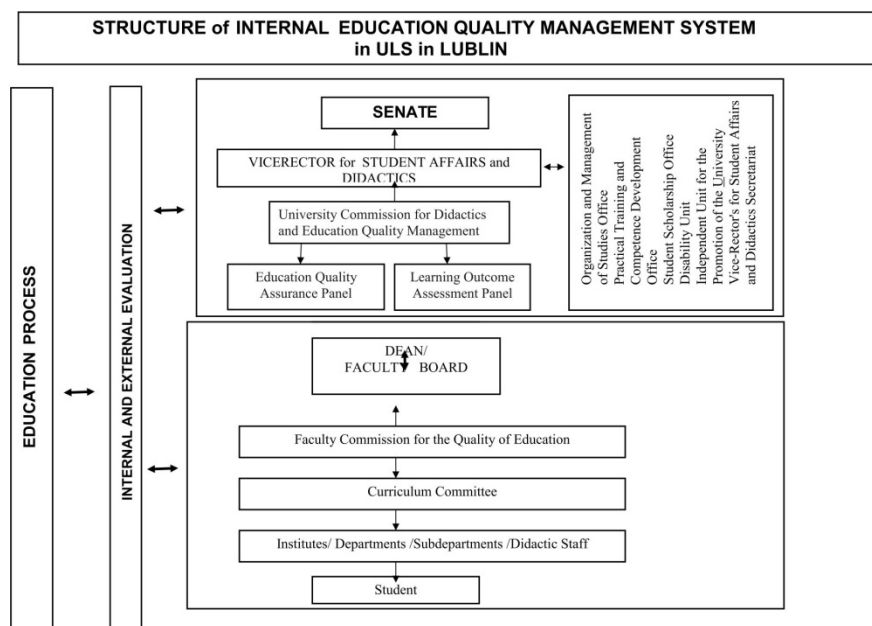 STRUCTURE of INTERNAL EDUCATION QUALITY MANAGEMENT SYSTEM
in ULS in LUBLIN
EDUCATION PROCESS
INTERNAL AND EXTERNAL EVALUATION
SENATE
VICERECTOR for STUDENT AFFAIRS and
DIDACTICS
University Commission for Didactics
and Education Quality Management
Education Quality
Assurance Panel
Learning Outcome
Assessment Panel
Organization and Management
of Studies Office
Practical Training and
Competence Development
Office
Student Scholarship Office
Disability Unit
Independent Unit for the
Promotion of the University
Vice-Rector's for Student Affairs
and Didactics Secretariat
DEAN/
FACULTY BOARD
Faculty Commission for the Quality of Education
Curriculum Committee
Institutes/ Departments /Subdepartments /Didactic Staff
Student